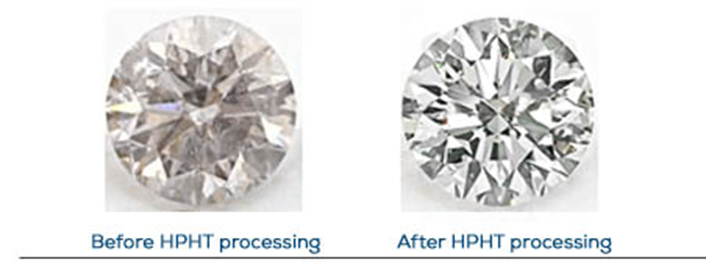 Before HPHT processing
After HPHT processing